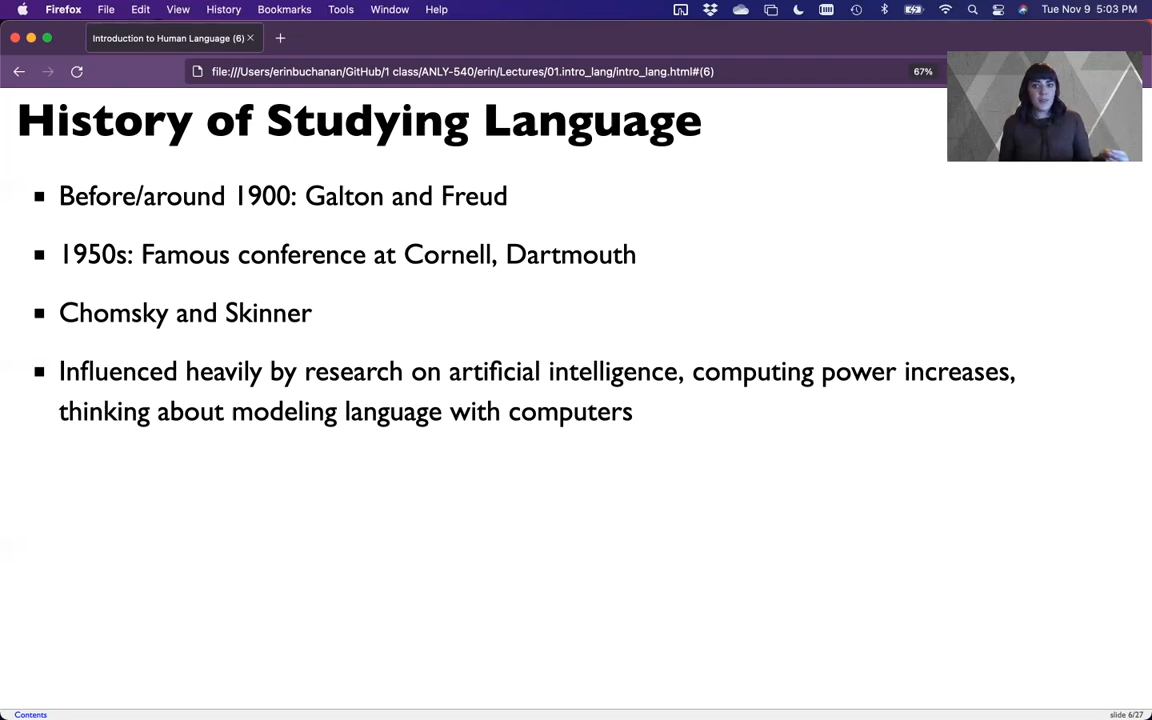 Firefox File Edit View History Bookmarks Tools Window Help Tue Nov 9 5:03 PM
Introduction to Human Language (6)
file:///Users/erinbuchanan/GitHub/1 class/ANLY-540/erin/Lectures/01.intro_lang/intro_lang.html#(6) 67%
History of Studying Language
Before/around 1900: Galton and Freud
1950s: Famous conference at Cornell, Dartmouth
Chomsky and Skinner
Influenced heavily by research on artificial intelligence, computing power increases,
thinking about modeling language with computers
Contents slide 6/27